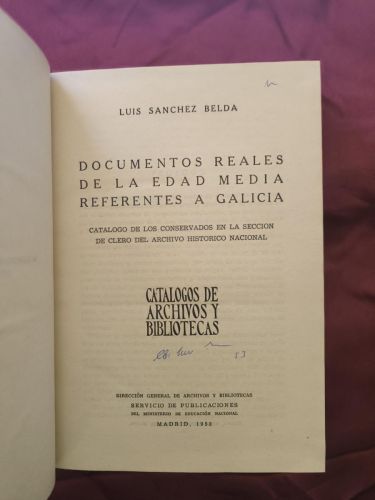 LUIS SANCHEZ BELDA
DOCUMENTOS REALES
DE LA EDAD MEDIA
REFERENTES A GALICIA
CATALOGO DE LOS CONSERVADOS EN LA SECCION
DE CLERO DEL ARCHIVO HISTORICO NACIONAL
CATALOGOS DE
ARCHIVOS Y
BIBLIOTECAS
DIRECCIÓN GENERAL DE ARCHIVOS Y BIBLIOTECAS
SERVICIO DE PUBLICACIONES
DEL MINISTERIO DE EDUCACIÓN NACIONAL
MADRID, 1953